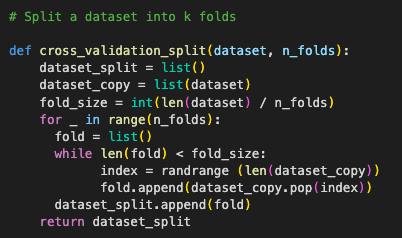 # Split a dataset into k folds
def cross_validation_split(dataset, n_folds):
    dataset_split = list()
    dataset_copy = list(dataset)
    fold_size = int(len(dataset) / n_folds)
    for _ in range(n_folds):
      fold = list()
      while len(fold) < fold_size:
            index = randrange (len(dataset_copy))
            fold.append(dataset_copy.pop(index))
      dataset_split.append(fold)
    return dataset_split